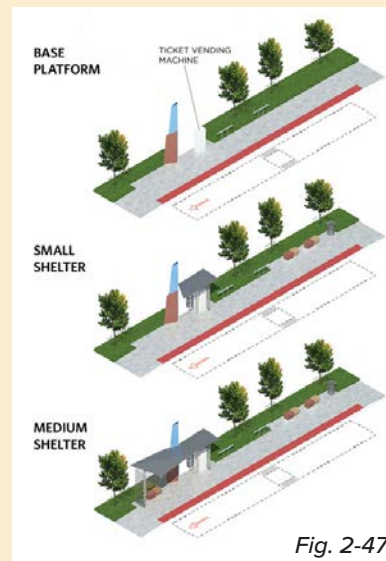 BASE
PLATFORM
TICKET VENDING
MACHINE
SMALL
SHELTER
MEDIUM
SHELTER
Fig. 2-47